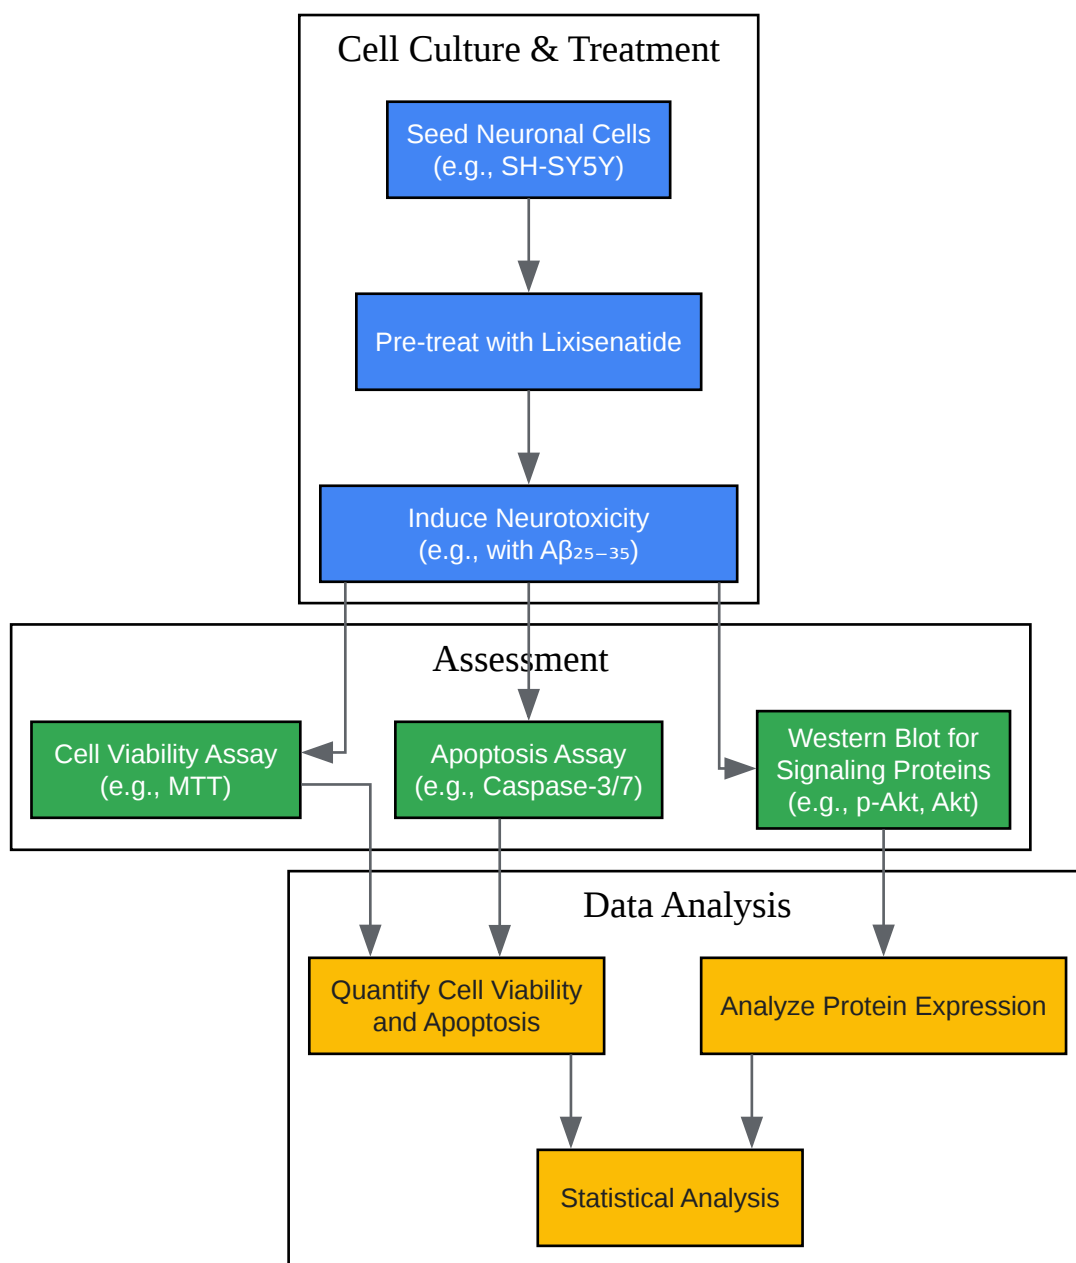 Cell Culture & Treatment
Seed Neuronal Cells
(e.g., SH-SY5Y)
Pre-treat with Lixisenatide
Induce Neurotoxicity
(e.g., with Aβ₂₅₋₃₅)
Assessment
Cell Viability Assay
(e.g., MTT)
Apoptosis Assay
(e.g., Caspase-3/7)
Western Blot for
Signaling Proteins
(e.g., p-Akt, Akt)
Data Analysis
Quantify Cell Viability
and Apoptosis
Analyze Protein Expression
Statistical Analysis